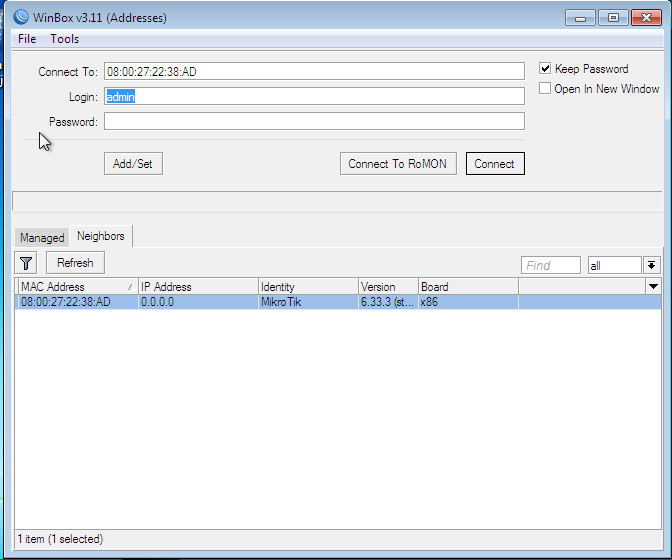 WinBox v3.11 (Addresses)
File Tools
Connect To: 08:00:27:22:38:AD
Keep Password
Login: admin
Open In New Window
Password:
Add/Set Connect To RoMON Connect
Managed Neighbors
Refresh Find all
MAC Address IP Address Identity Version Board
08:00:27:22:38:AD 0.0.0.0 MikroTik 6.33.3 (st... x86
1 item (1 selected)